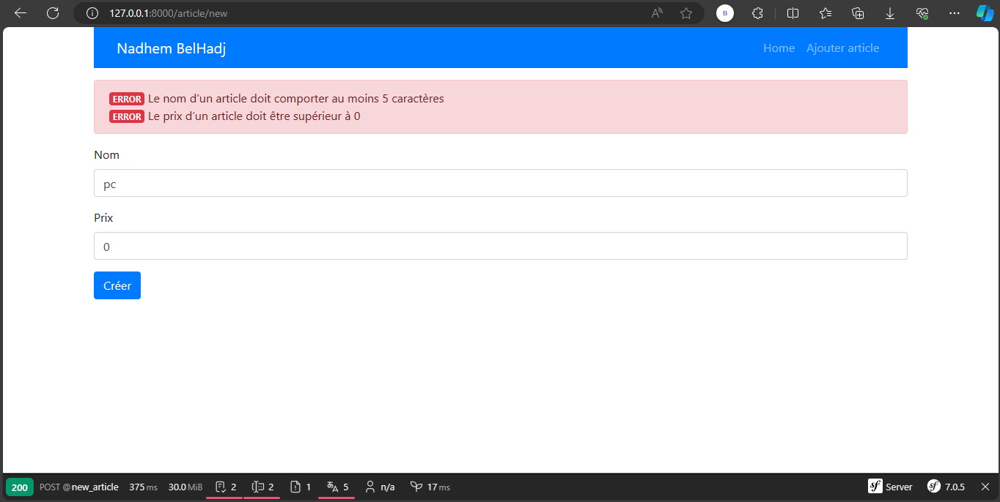 127.0.0.1:8000/article/new
Nadhem BelHadj Home Ajouter article
ERROR Le nom d'un article doit comporter au moins 5 caractères
ERROR Le prix d’un article doit être supérieur à 0
Nom
pc
Prix
0
Créer
200 POST @new_article 375 ms 30.0 MiB 2 2 1 5 n/a 17 ms Server 7.0.5